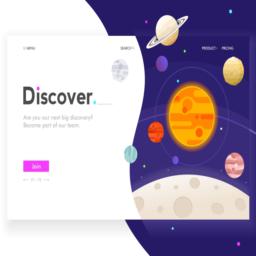 MENU
SEARCH
PRODUCT
PRICING
Discover.
Are you our next big discovery?
Become part of our team
Join